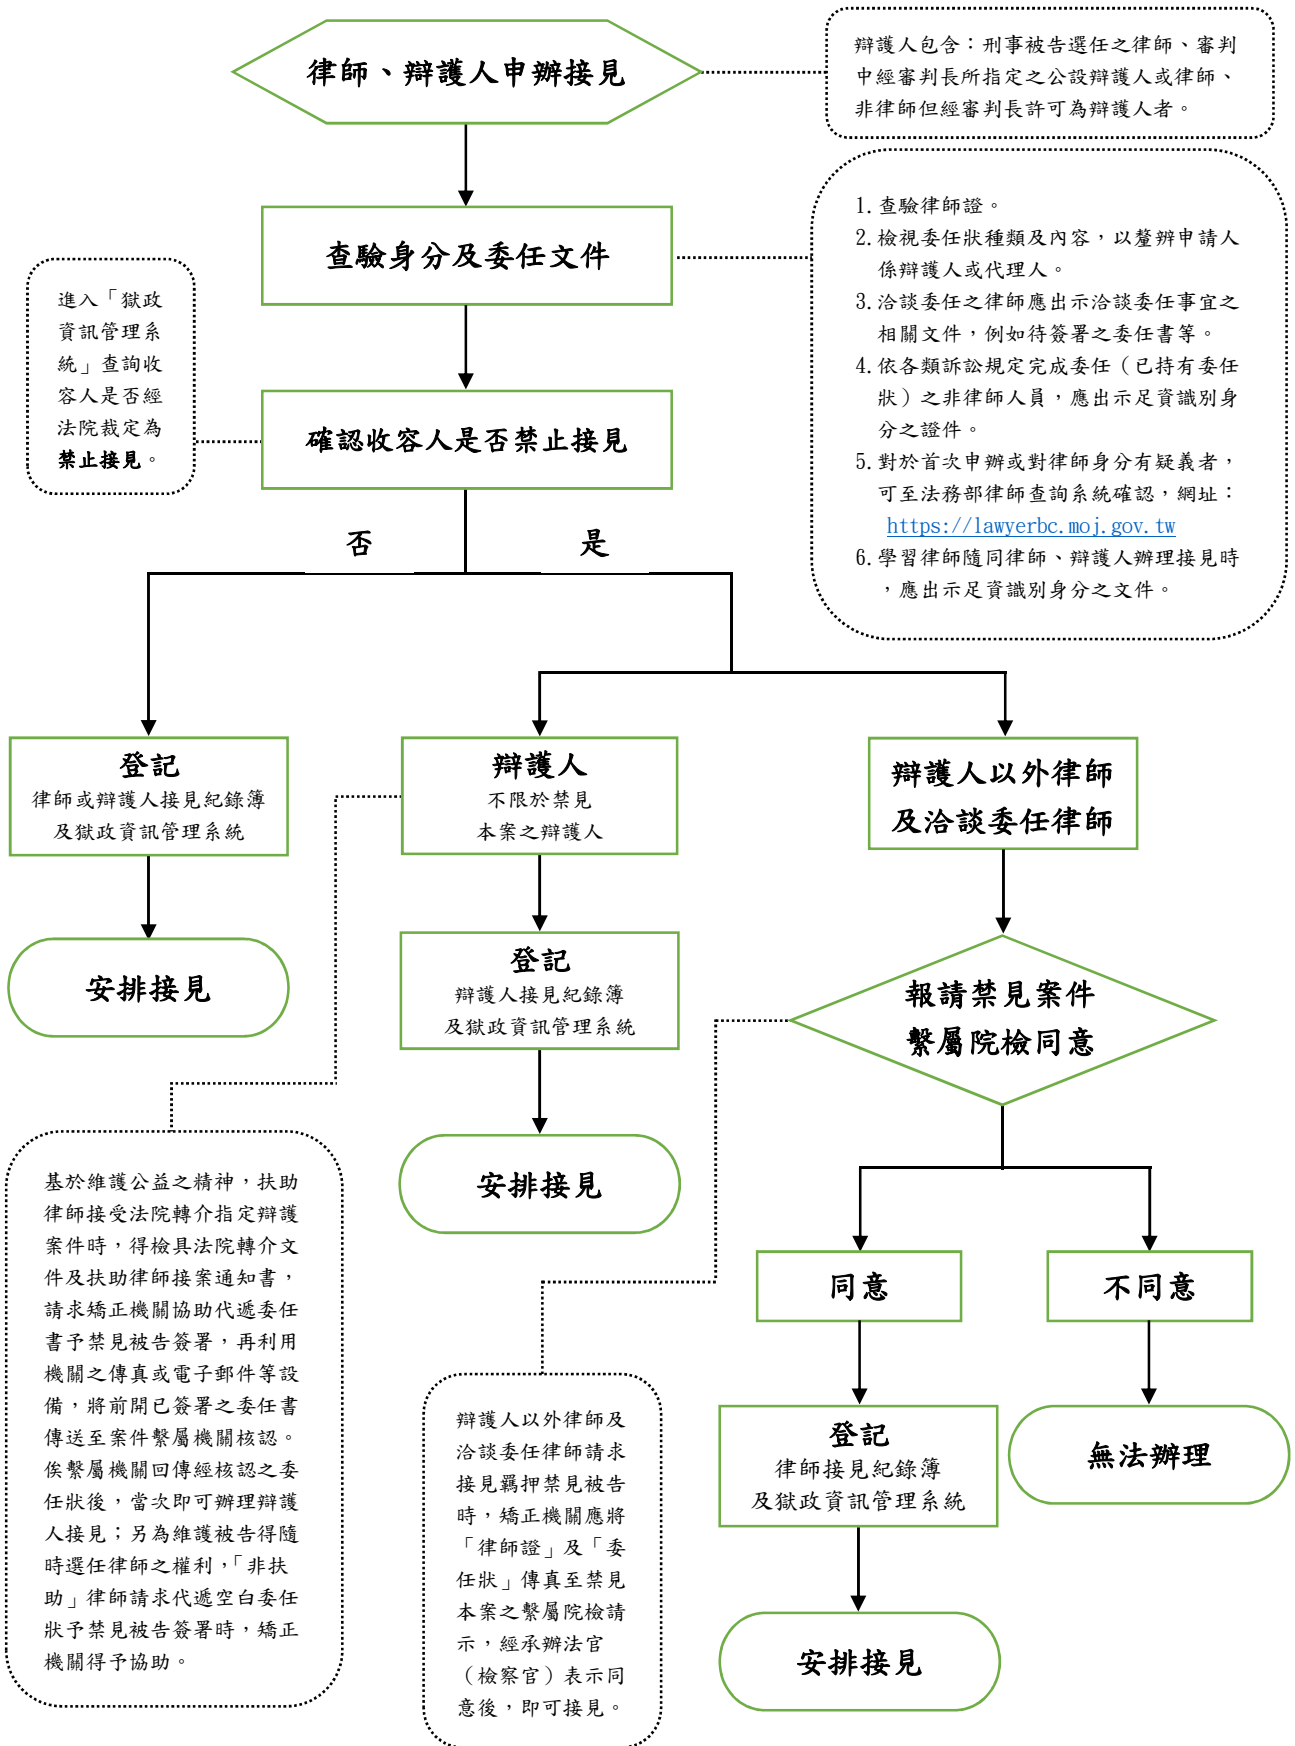 律師、辯護人申辦接見
辯護人包含：刑事被告選任之律師、審判
中經審判長所指定之公設辯護人或律師、
非律師但經審判長許可為辯護人者。
查驗身分及委任文件
1. 查驗律師證。
2. 檢視委任狀種類及內容，以釐辨申請人
係辯護人或代理人。
3. 洽談委任之律師應出示洽談委任事宜之
相關文件，例如待簽署之委任書等。
4. 依各類訴訟規定完成委任（已持有委任
狀）之非律師人員，應出示足資識別身
分之證件。
5. 對於首次申辦或對律師身分有疑義者，
可至法務部律師查詢系統確認，網址：
https://lawyerbc.moj.gov.tw
6. 學習律師隨同律師、辯護人辦理接見時
，應出示足資識別身分之文件。
進入「獄政
資訊管理系
統」查詢收
容人是否經
法院裁定為
禁止接見。
確認收容人是否禁止接見
否
是
登記
律師或辯護人接見紀錄簿
及獄政資訊管理系統
安排接見
辯護人
不限於禁見
本案之辯護人
登記
辯護人接見紀錄簿
及獄政資訊管理系統
安排接見
辯護人以外律師
及洽談委任律師
報請禁見案件
繫屬院檢同意
同意
不同意
登記
律師接見紀錄簿
及獄政資訊管理系統
安排接見
無法辦理
基於維護公益之精神，扶助
律師接受法院轉介指定辯護
案件時，得檢具法院轉介文
件及扶助律師接案通知書，
請求矯正機關協助代遞委任
書予禁見被告簽署，再利用
機關之傳真或電子郵件等設
備，將前開已簽署之委任書
傳送至案件繫屬機關核認。
俟繫屬機關回傳經核認之委
任狀後，當次即可辦理辯護
人接見；另為維護被告得隨
時選任律師之權利，「非扶
助」律師請求代遞空白委任
狀予禁見被告簽署時，矯正
機關得予協助。
辯護人以外律師及
洽談委任律師請求
接見羈押禁見被告
時，矯正機關應將
「律師證」及「委
任狀」傳真至禁見
本案之繫屬院檢請
示，經承辦法官
（檢察官）表示同
意後，即可接見。